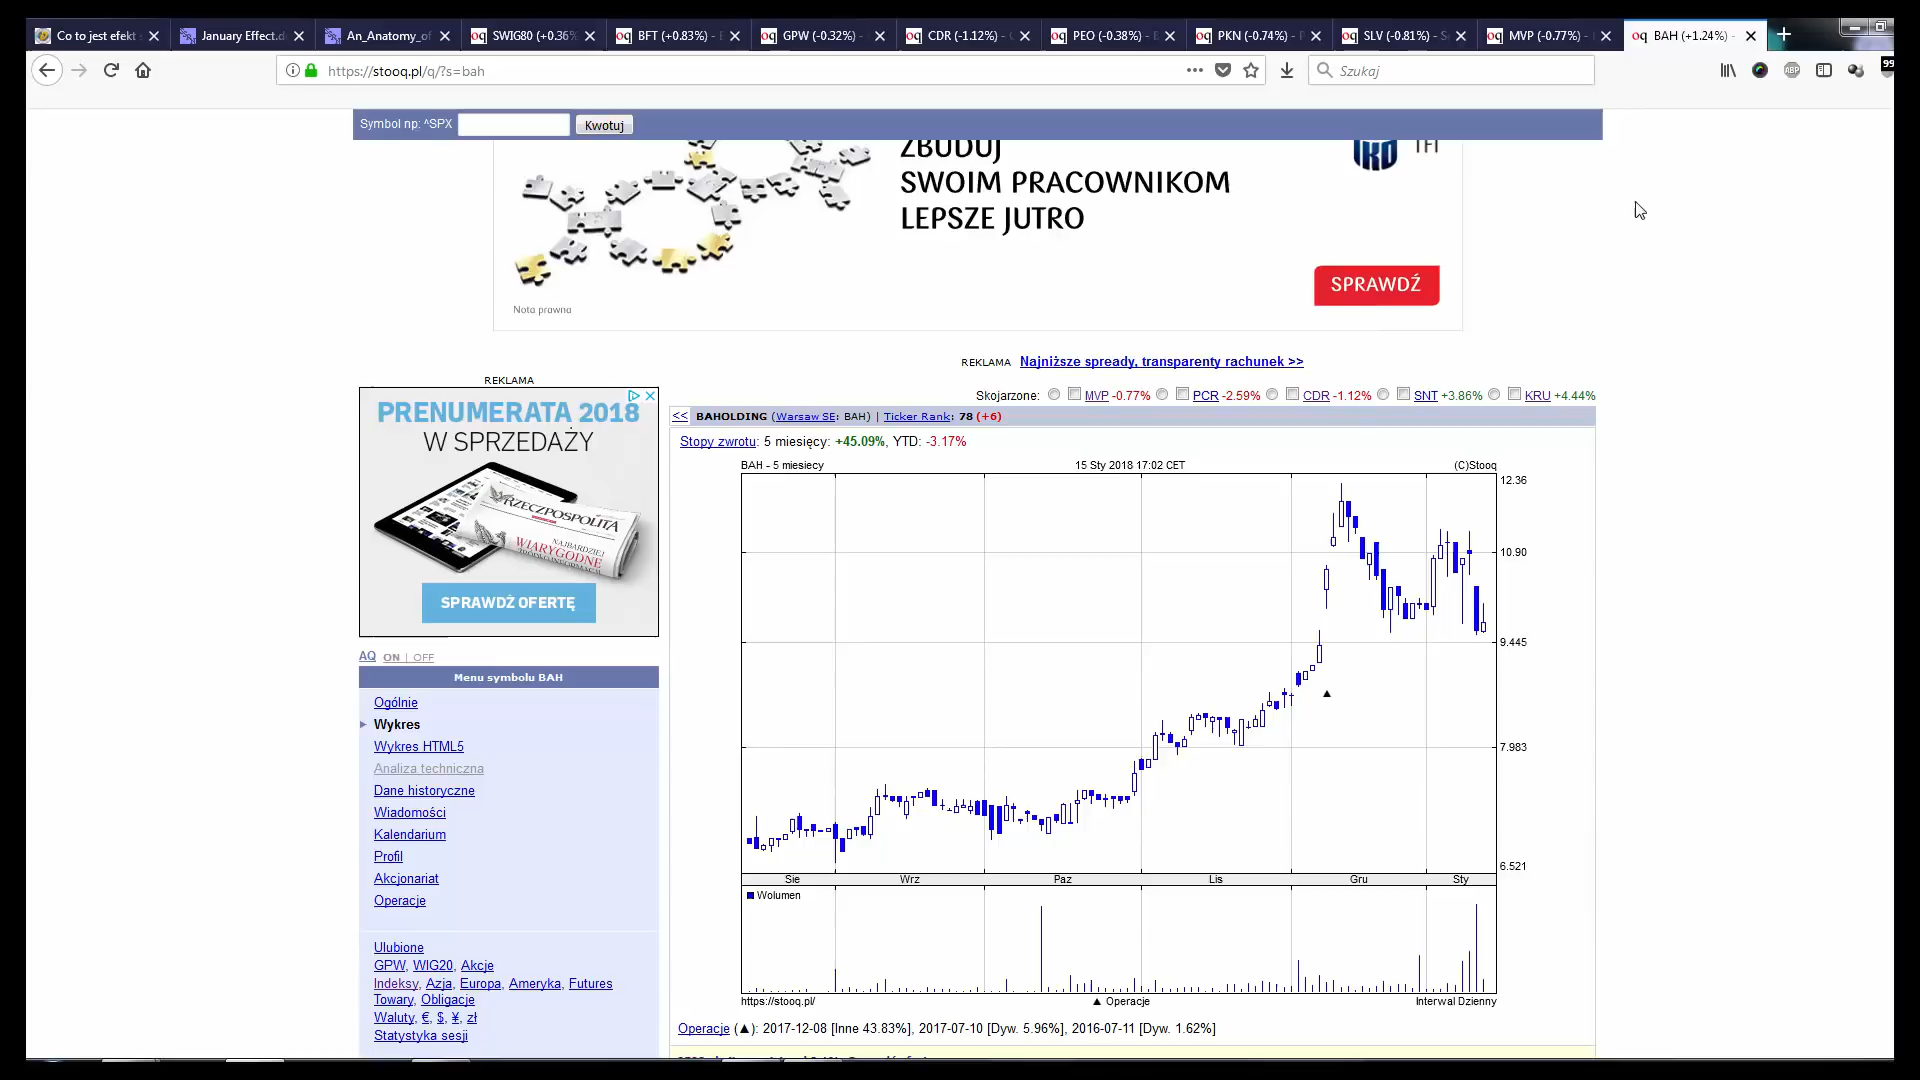 Co to jest efekt
January Effect.d
An_Anatomy_of
SWIG80 (+0.36%
BFT (+0.83%) -
GPW (-0.32%) -
CDR (-1.12%) -
PEO (-0.38%) -
PKN (-0.74%) -
SLV (-0.81%) -
MVP (-0.77%) -
BAH (+1.24%) -
https://stooq.pl/q/?s=bah
Szukaj
ABP
99
Symbol np: ^SPX
Kwotuj
ZBUDUJ
SWOIM PRACOWNIKOM
LEPSZE JUTRO
TFI
SPRAWDŹ
Nota prawna
REKLAMA Najniższe spready, transparenty rachunek >>
REKLAMA
PRENUMERATA 2018
W SPRZEDAŻY
RZECZPOSPOLITA
NAJBARDZIEJ
WIARYGODNE
ŹRÓDŁO INFORMACJI
SPRAWDŹ OFERTĘ
Skojarzone: MVP -0.77% PCR -2.59% CDR -1.12% SNT +3.86% KRU +4.44%
<< BAHOLDING (Warsaw SE: BAH) | Ticker Rank: 78 (+6)
Stopy zwrotu: 5 miesięcy: +45.09%, YTD: -3.17%
BAH - 5 miesiecy
15 Sty 2018 17:02 CET
(C)Stooq
12.36
10.90
9.445
7.983
6.521
Sie
Wrz
Paz
Lis
Gru
Sty
Wolumen
https://stooq.pl/
▲ Operacje
Interwal Dzienny
Operacje (▲): 2017-12-08 [Inne 43.83%], 2017-07-10 [Dyw. 5.96%], 2016-07-11 [Dyw. 1.62%]
AQ ON | OFF
Menu symbolu BAH
Ogólnie
Wykres
Wykres HTML5
Analiza techniczna
Dane historyczne
Wiadomości
Kalendarium
Profil
Akcjonariat
Operacje
Ulubione
GPW, WIG20, Akcje
Indeksy, Azja, Europa, Ameryka, Futures
Towary, Obligacje
Waluty, €, $, ¥, zł
Statystyka sesji